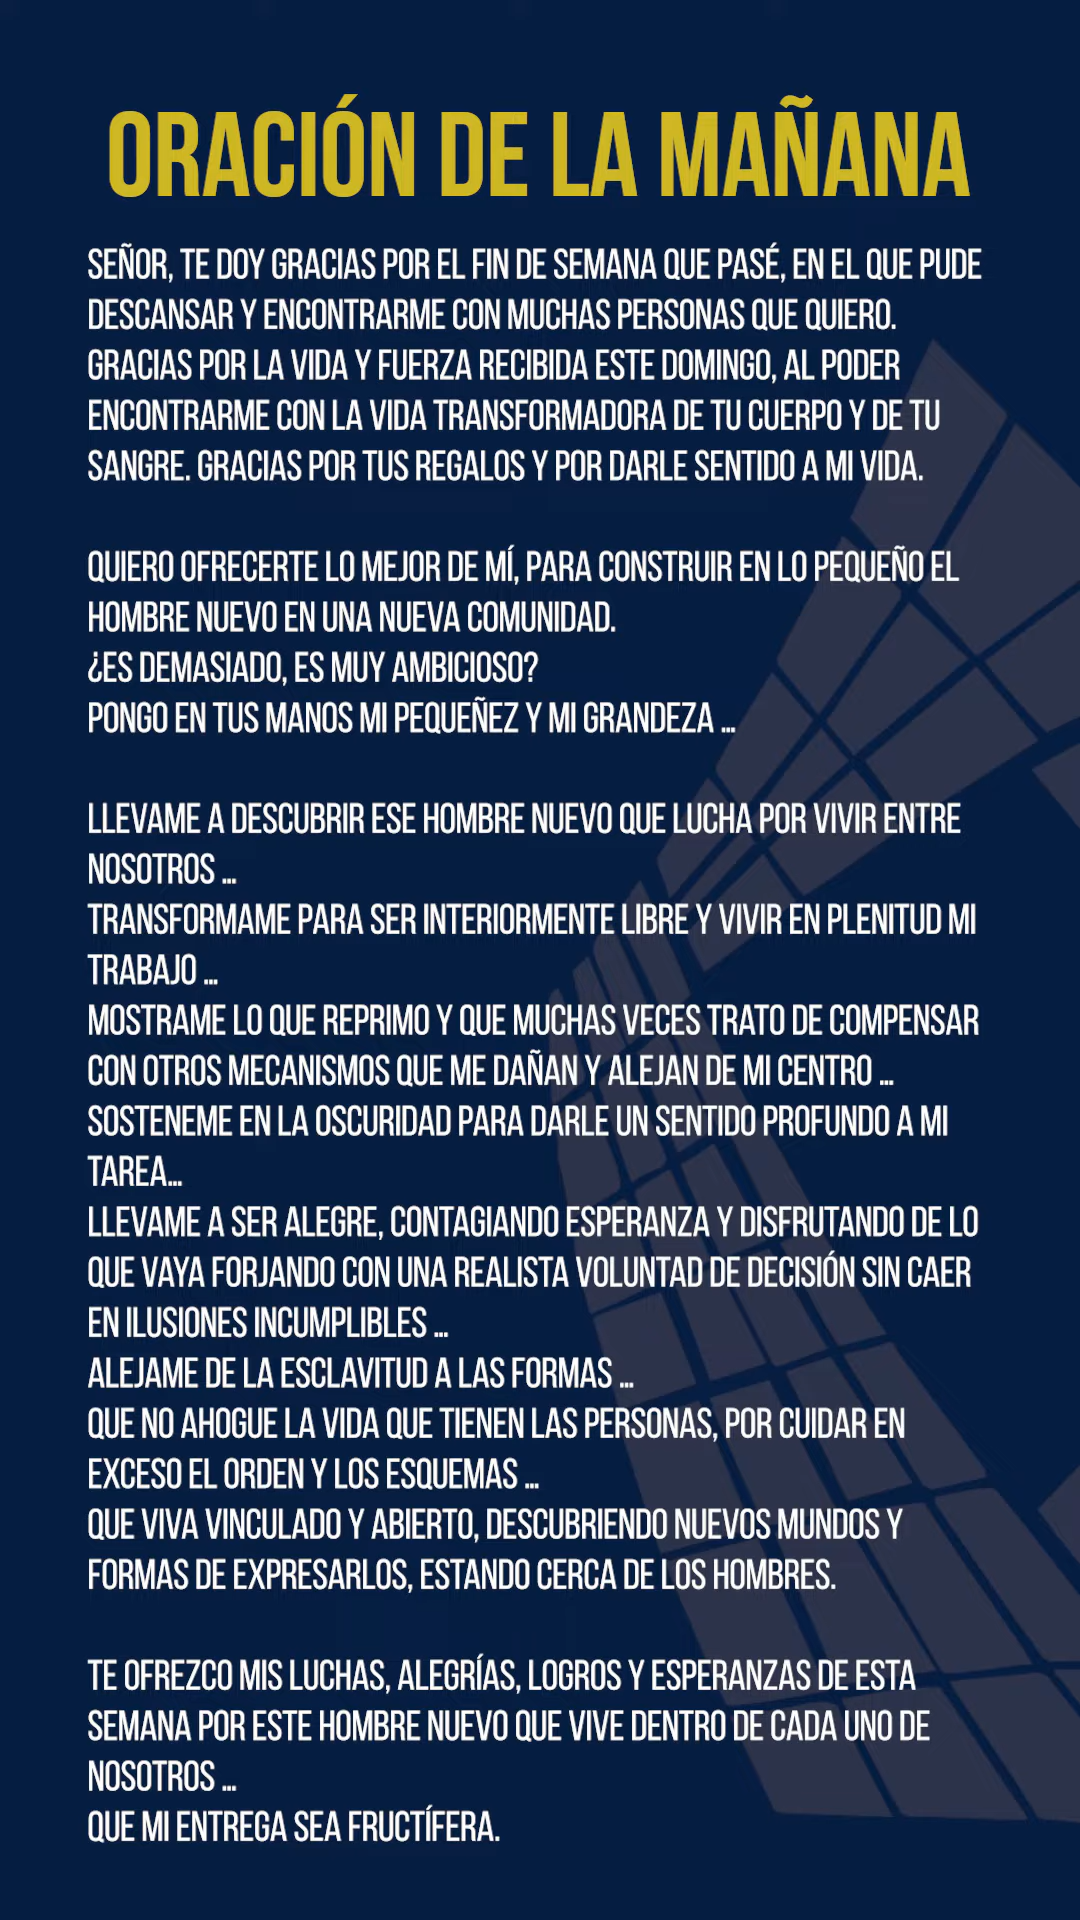 ORACIÓN DE LA MAÑANA
SEÑOR, TE DOY GRACIAS POR EL FIN DE SEMANA QUE PASÉ, EN EL QUE PUDE
DESCANSAR Y ENCONTRARME CON MUCHAS PERSONAS QUE QUIERO.
GRACIAS POR LA VIDA Y FUERZA RECIBIDA ESTE DOMINGO, AL PODER
ENCONTRARME CON LA VIDA TRANSFORMADORA DE TU CUERPO Y DE TU
SANGRE. GRACIAS POR TUS REGALOS Y POR DARLE SENTIDO A MI VIDA.
QUIERO OFRECERTE LO MEJOR DE MÍ, PARA CONSTRUIR EN LO PEQUEÑO EL
HOMBRE NUEVO EN UNA NUEVA COMUNIDAD.
¿ES DEMASIADO, ES MUY AMBICIOSO?
PONGO EN TUS MANOS MI PEQUEÑEZ Y MI GRANDEZA ...
LLEVAME A DESCUBRIR ESE HOMBRE NUEVO QUE LUCHA POR VIVIR ENTRE
NOSOTROS ...
TRANSFORMAME PARA SER INTERIORMENTE LIBRE Y VIVIR EN PLENITUD MI
TRABAJO ...
MOSTRAME LO QUE REPRIMO Y QUE MUCHAS VECES TRATO DE COMPENSAR
CON OTROS MECANISMOS QUE ME DAÑAN Y ALEJAN DE MI CENTRO ...
SOSTENEME EN LA OSCURIDAD PARA DARLE UN SENTIDO PROFUNDO A MI
TAREA...
LLEVAME A SER ALEGRE, CONTAGIANDO ESPERANZA Y DISFRUTANDO DE LO
QUE VAYA FORJANDO CON UNA REALISTA VOLUNTAD DE DECISIÓN SIN CAER
EN ILUSIONES INCUMPLIBLES ...
ALEJAME DE LA ESCLAVITUD A LAS FORMAS ...
QUE NO AHOGUE LA VIDA QUE TIENEN LAS PERSONAS, POR CUIDAR EN
EXCESO EL ORDEN Y LOS ESQUEMAS ...
QUE VIVA VINCULADO Y ABIERTO, DESCUBRIENDO NUEVOS MUNDOS Y
FORMAS DE EXPRESARLOS, ESTANDO CERCA DE LOS HOMBRES.
TE OFREZCO MIS LUCHAS, ALEGRÍAS, LOGROS Y ESPERANZAS DE ESTA
SEMANA POR ESTE HOMBRE NUEVO QUE VIVE DENTRO DE CADA UNO DE
NOSOTROS ...
QUE MI ENTREGA SEA FRUCTÍFERA.